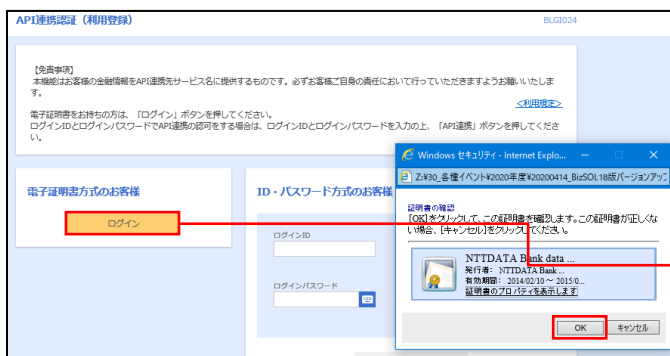 API連携認証（利用登録）
BLGI024
【免責事項】
本機能はお客様の金融情報をAPI連携先サービス名に提供するものです。必ずお客様ご自身の責任において行っていただきますようお願いいたしま
す。
<利用規定>
電子証明書をお持ちの方は、「ログイン」ボタンを押してください。
ログインIDとログインパスワードでAPI連携の認可をする場合は、ログインIDとログインパスワードを入力の上、「API連携」ボタンを押してくださ
い。
電子証明書方式のお客様
ログイン
ID・パスワード方式のお客様
ログインID
ログインパスワード
Windows セキュリティ - Internet Explo...
Z:¥30_各種イベント¥2020年度¥20200414_BizSOL18版バージョンアップ
証明書の確認
[OK]をクリックして、この証明書を確認します。この証明書が正しくな
い場合、[キャンセル]をクリックしてください。
NTTDATA Bank data ...
発行者: NTTDATA Bank ...
有効期間: 2014/02/10 ～ 2015/0...
証明書のプロパティを表示します
OK
キャンセル